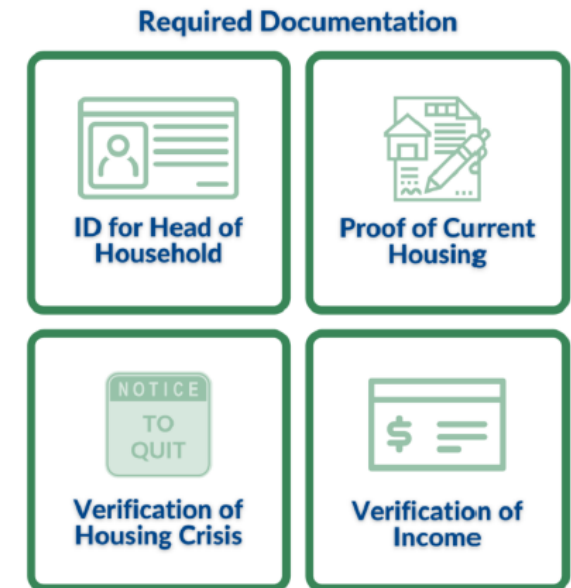 Required Documentation
ID for Head of
Household
Proof of Current
Housing
NOTICE
TO
QUIT
$
Verification of
Housing Crisis
Verification of
Income